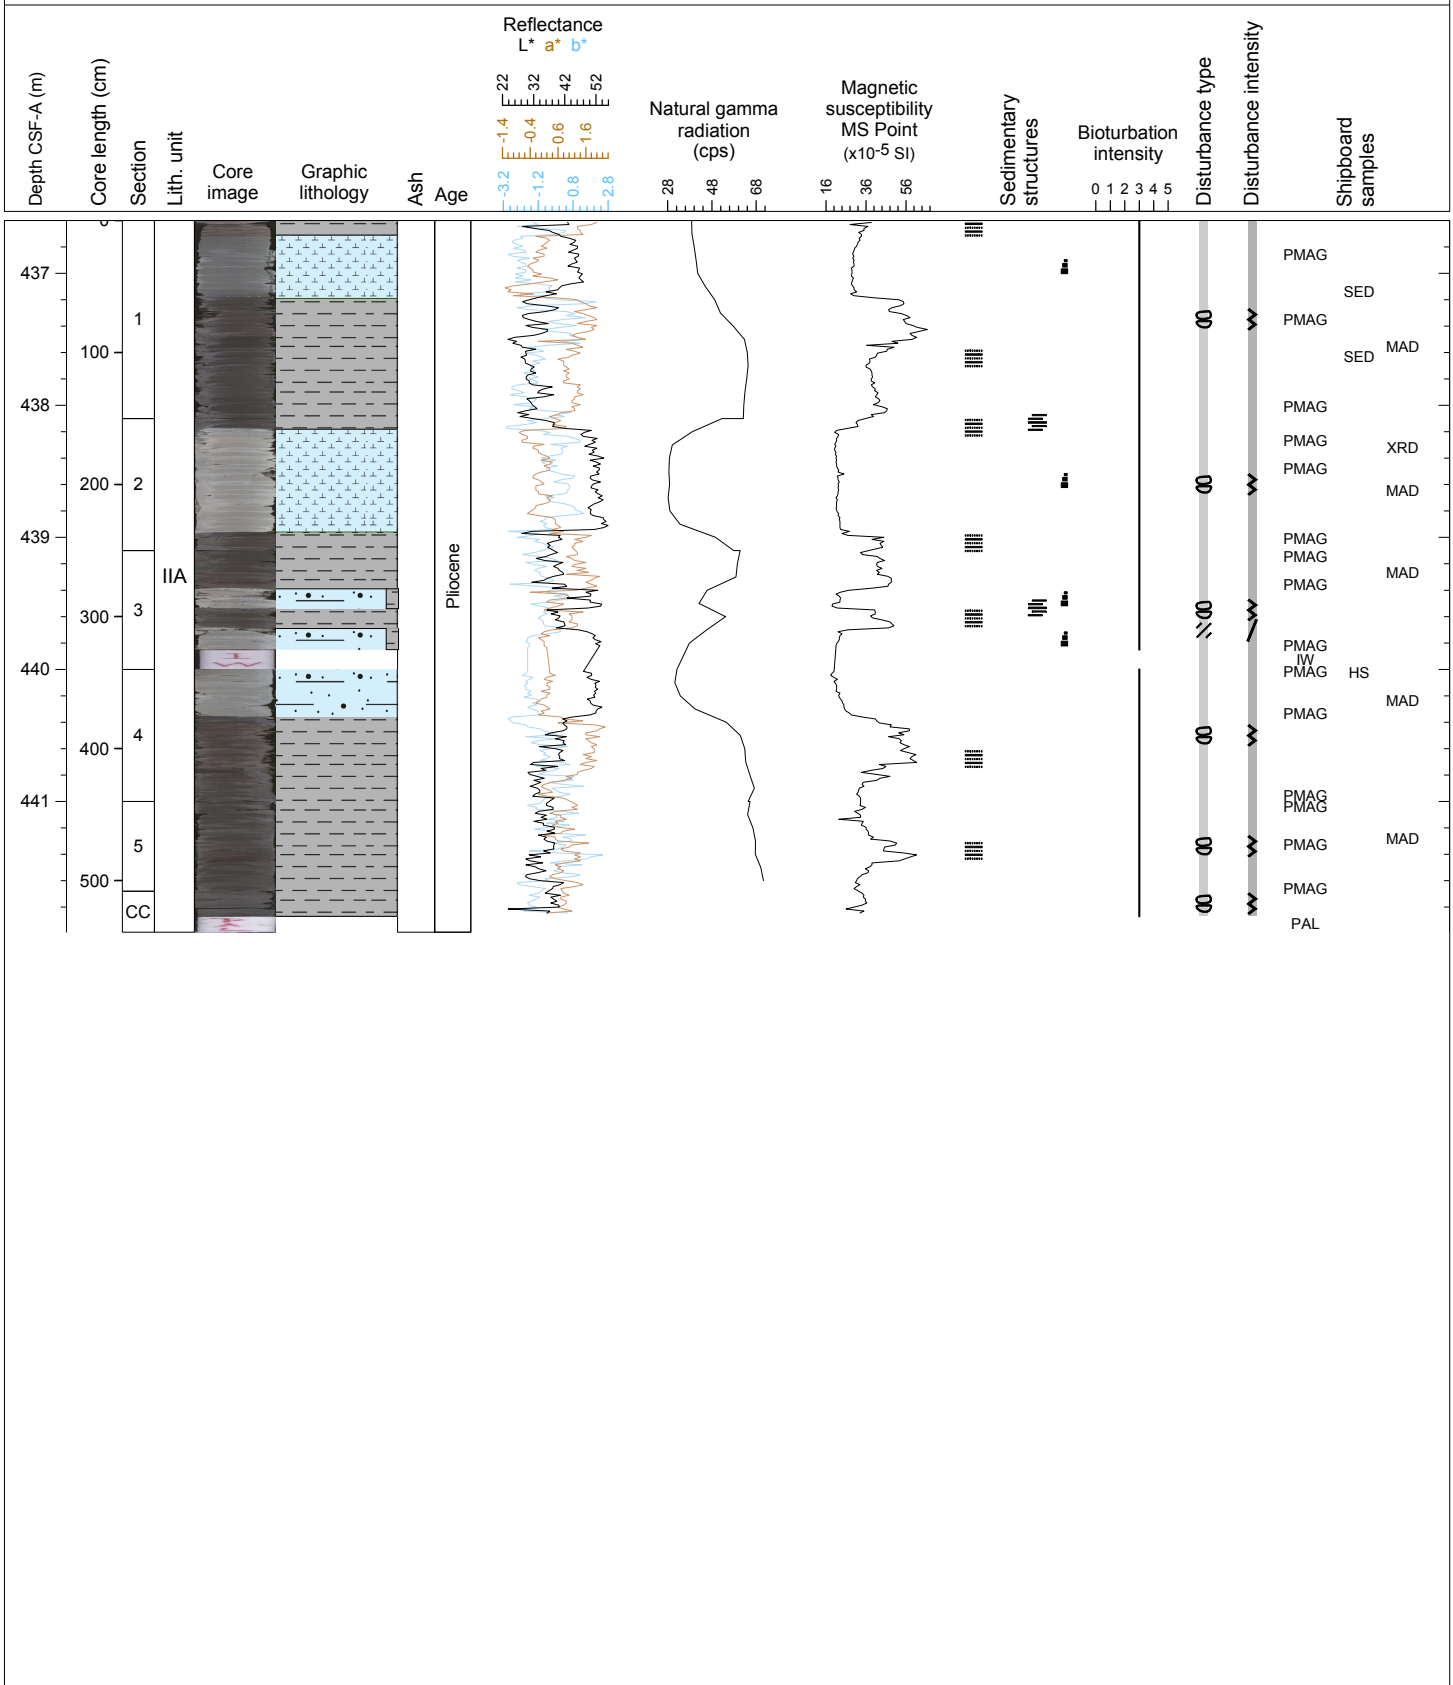 Depth CSF-A (m)
Core length (cm)
Section
Lith. unit
Core
image
Graphic
lithology
Ash
Age
Reflectance
L* a* b*
22 32 42 52
-1.4 -0.4 0.6 1.6
-3.2 -1.2 0.8 2.8
Natural gamma
radiation
(cps)
28 48 68
Magnetic
susceptibility
MS Point
(x10-5 SI)
16 36 56
Sedimentary
structures
Bioturbation
intensity
0 1 2 3 4 5
Disturbance type
Disturbance intensity
Shipboard
samples
0
PMAG
437
SED
1
PMAG
MAD
100
SED
438
PMAG
PMAG
XRD
PMAG
200
2
MAD
439
PMAG
PMAG
IIA
Pliocene
MAD
PMAG
300
3
PMAG
IW
440
PMAG
HS
MAD
PMAG
400
4
PMAG
441
PMAG
MAD
5
PMAG
500
PMAG
CC
PAL